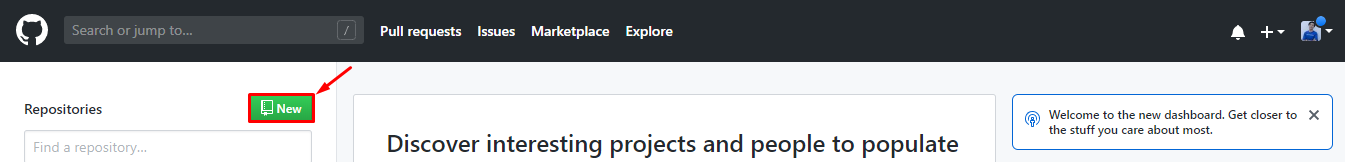 Search or jump to...
/
Pull requests
Issues
Marketplace
Explore
Repositories
New
Find a repository...
Discover interesting projects and people to populate
Welcome to the new dashboard. Get closer to
the stuff you care about most.